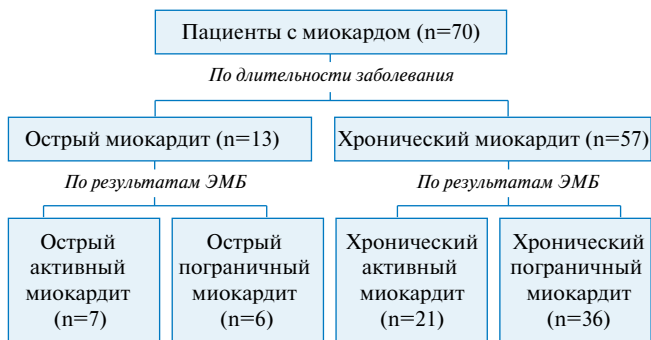 Пациенты с миокардом (n=70)
По длительности заболевания
Острый миокардит (n=13)
Хронический миокардит (n=57)
По результатам ЭМБ
По результатам ЭМБ
Острый
активный
миокардит
(n=7)
Острый
пограничный
миокардит
(n=6)
Хронический
активный
миокардит
(n=21)
Хронический
пограничный
миокардит
(n=36)